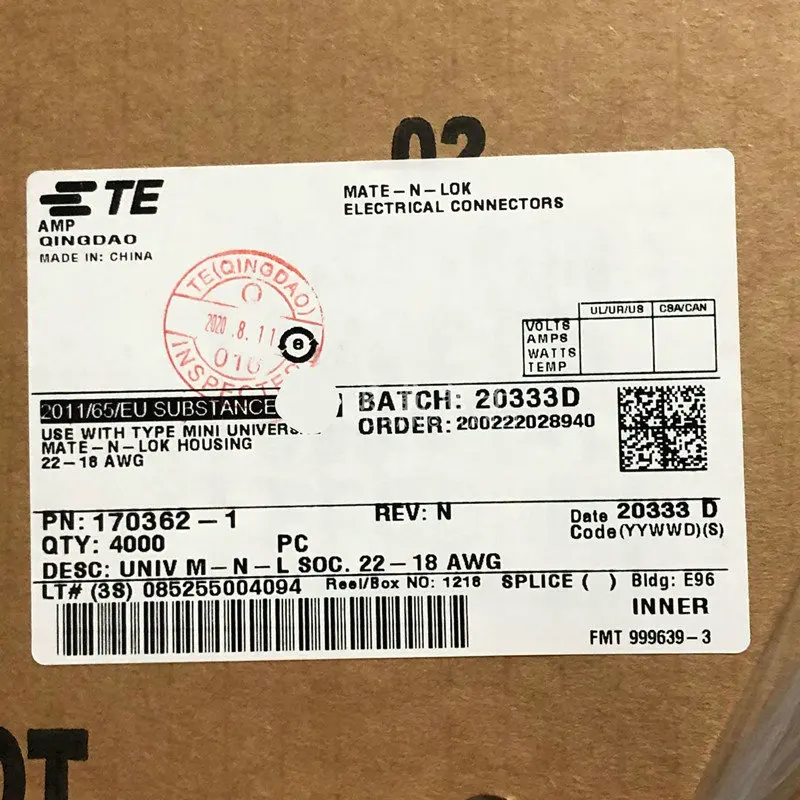 02
TE
AMP
QINGDAO
MADE IN: CHINA
MATE-N-LOK
ELECTRICAL CONNECTORS
TE(QINGDAO)
2020.8.11
016
INSPECTED
6
UL/UR/US CSA/CAN
VOLTS
AMPS
WATTS
TEMP
2011/65/EU SUBSTANCE
USE WITH TYPE MINI
MATE-N-LOK HOUSING
22-18 AWG
BATCH: 20333D
ORDER: 200222028940
PN: 170362-1
REV: N
Date 20333 D
Code (YYWWD)(S)
QTY: 4000 PC
DESC: UNIV M-N-L SOC. 22-18 AWG
LT# (3S) 085255004094 Reel/Box NO: 1218 SPLICE ( ) Bldg: E96
INNER
FMT 999639-3